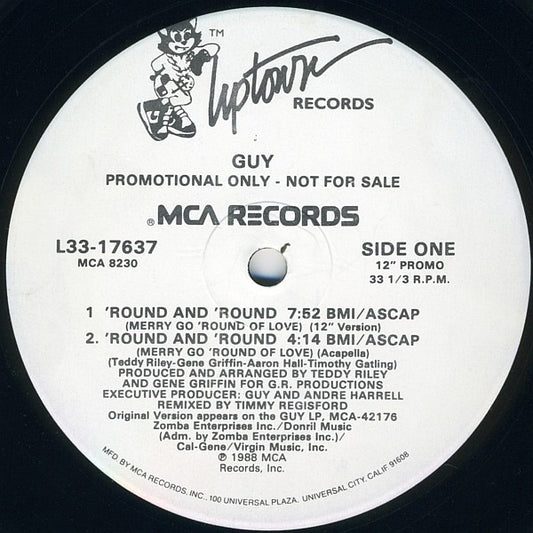 TM
Uptown
RECORDS
GUY
PROMOTIONAL ONLY - NOT FOR SALE
® MCA RECORDS
L33-17637
MCA 8230
SIDE ONE
12" PROMO
33 1/3 R.P.M.
1 'ROUND AND 'ROUND 7:52 BMI/ASCAP
(MERRY GO 'ROUND OF LOVE) (12" Version)
2. 'ROUND AND 'ROUND 4:14 BMI/ASCAP
(MERRY GO 'ROUND OF LOVE) (Acapella)
(Teddy Riley-Gene Griffin-Aaron Hall-Timothy Gatling)
PRODUCED AND ARRANGED BY TEDDY RILEY
AND GENE GRIFFIN FOR G.R. PRODUCTIONS
EXECUTIVE PRODUCER: GUY AND ANDRE HARRELL
REMIXED BY TIMMY REGISFORD
Original Version appears on the GUY LP, MCA-42176
Zomba Enterprises Inc./Donril Music
(Adm. by Zomba Enterprises Inc.)/
Cal-Gene/Virgin Music, Inc.
℗ 1988 MCA
Records, Inc.
MFD. BY MCA RECORDS, INC., 100 UNIVERSAL PLAZA, UNIVERSAL CITY, CALIF. 91608